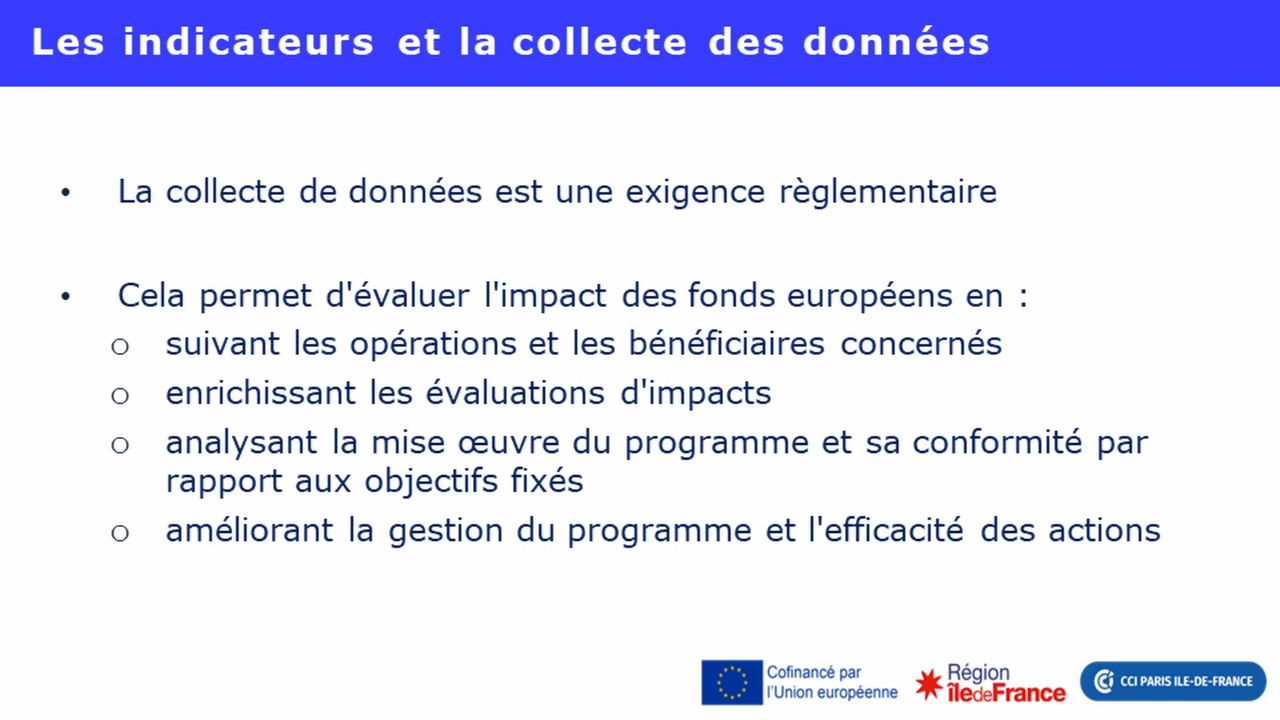 Les indicateurs et la collecte des données
• La collecte de données est une exigence règlementaire
• Cela permet d'évaluer l'impact des fonds européens en :
o suivant les opérations et les bénéficiaires concernés
o enrichissant les évaluations d'impacts
o analysant la mise œuvre du programme et sa conformité par
rapport aux objectifs fixés
o améliorant la gestion du programme et l'efficacité des actions
Cofinancé par
l'Union européenne
Région
îledeFrance
CCI PARIS ILE-DE-FRANCE